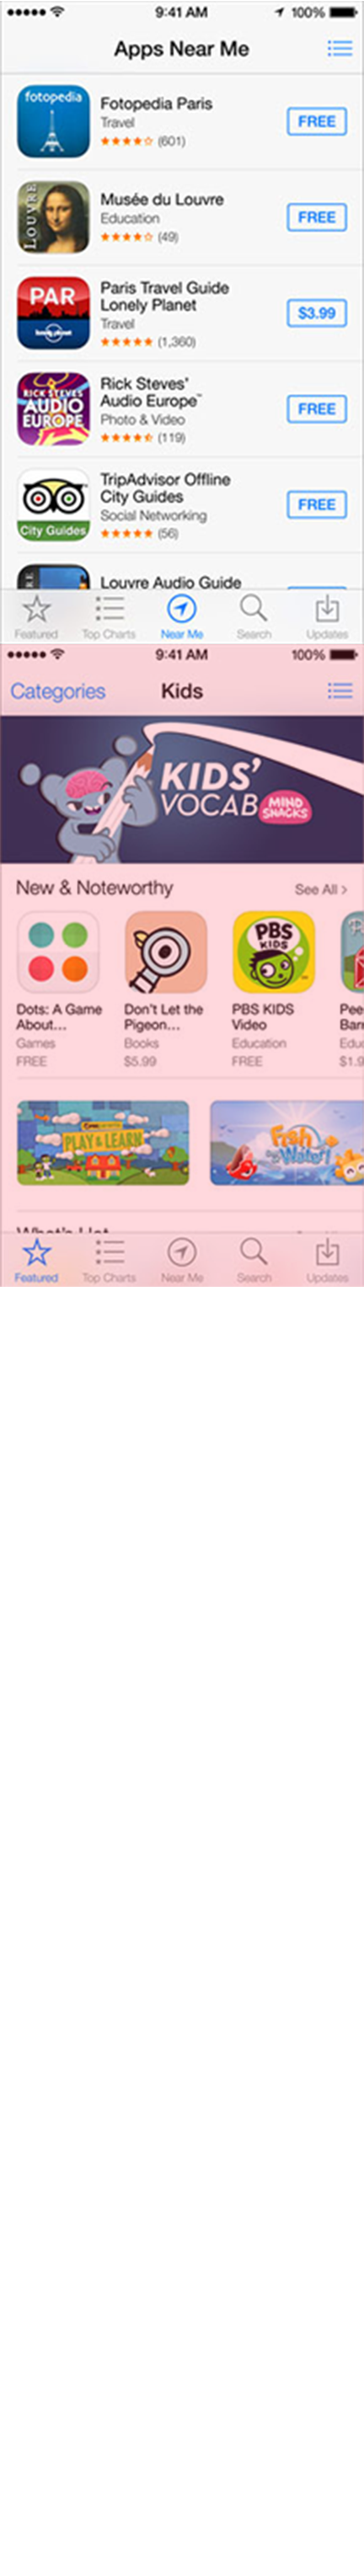 9:41 AM 100%
Apps Near Me
fotopedia
Fotopedia Paris
Travel
(601)
FREE
LOUVRE
Musée du Louvre
Education
(49)
FREE
PAR
lonely planet
Paris Travel Guide
Lonely Planet
Travel
(1,360)
$3.99
RICK STEVES
AUDIO
EUROPE
Rick Steves'
Audio Europe™
Photo & Video
(119)
FREE
City Guides
TripAdvisor Offline
City Guides
Social Networking
(56)
FREE
Louvre Audio Guide
Featured Top Charts Near Me Search Updates
9:41 AM 100%
Categories Kids
KIDS'
VOCAB MIND
SNACKS
New & Noteworthy See All >
PBS
KIDS
Dots: A Game
About...
Games
FREE
Don't Let the
Pigeon...
Books
$5.99
PBS KIDS
Video
Education
FREE
Pee
Bar
Edu
$1.9
PLAY & LEARN
Fish
Water!
What's Hot
Featured Top Charts Near Me Search Updates